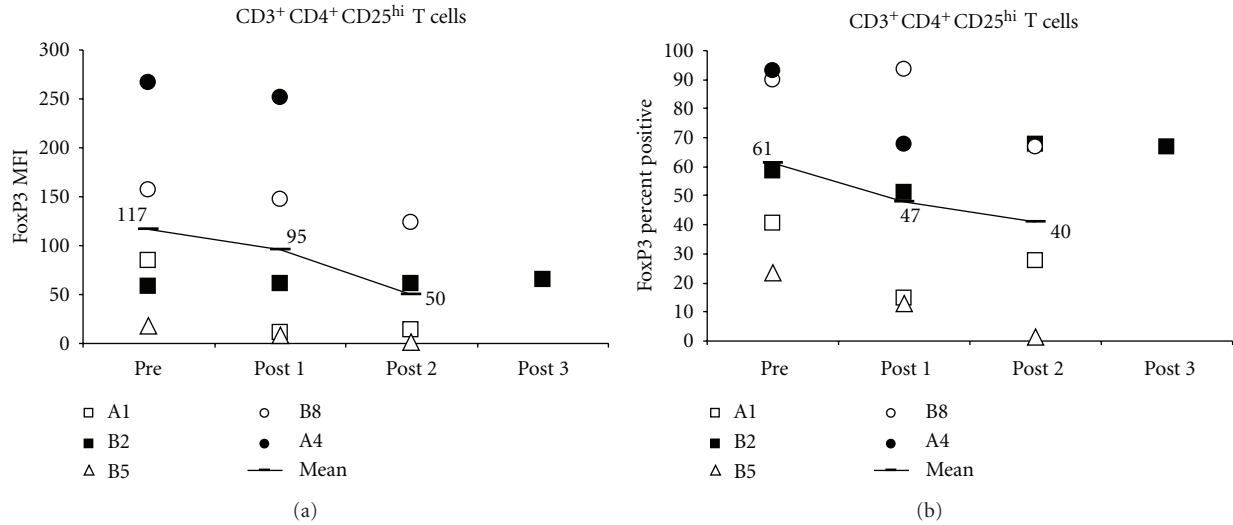 CD3⁺ CD4⁺ CD25ʰⁱ T cells
300
250
200
150
100
50
0
FoxP3 MFI
117
95
50
Pre Post 1 Post 2 Post 3
A1 B8
B2 A4
B5 Mean
(a)
CD3⁺ CD4⁺ CD25ʰⁱ T cells
100
90
80
70
60
50
40
30
20
10
0
FoxP3 percent positive
61
47
40
Pre Post 1 Post 2 Post 3
A1 B8
B2 A4
B5 Mean
(b)